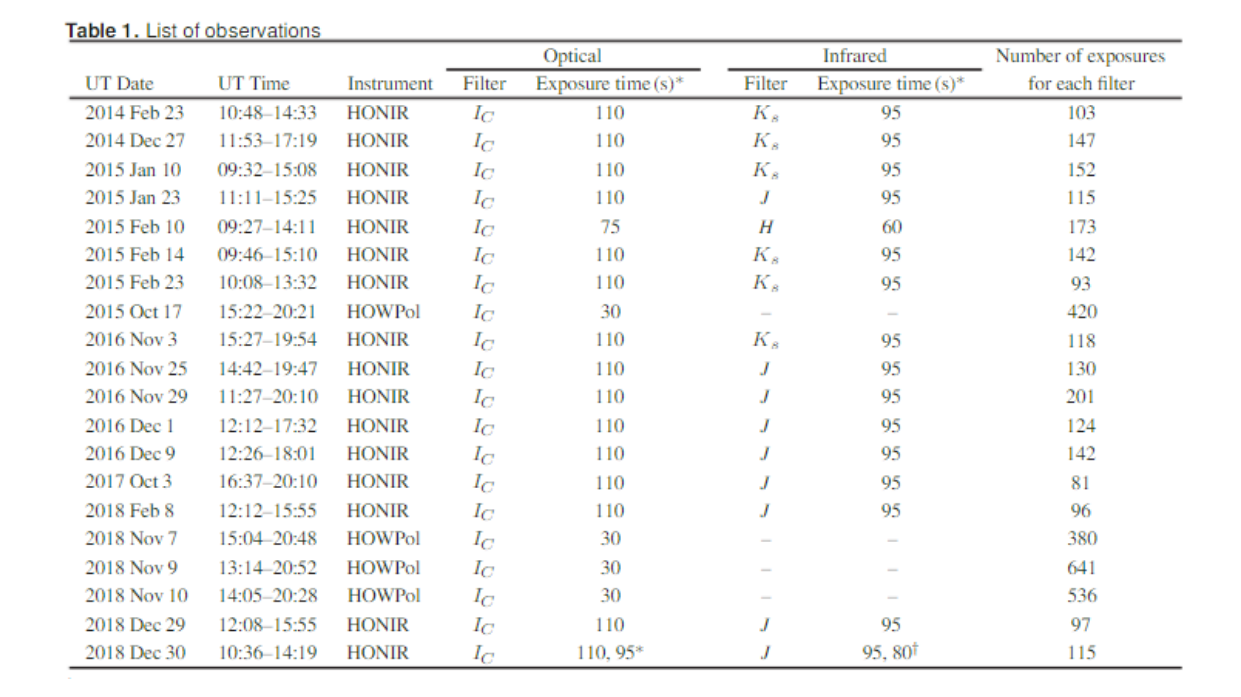 Table 1. List of observations
Optical Infrared Number of exposures
UT Date UT Time Instrument Filter Exposure time (s)* Filter Exposure time (s)* for each filter
2014 Feb 23 10:48–14:33 HONIR I_C 110 K_s 95 103
2014 Dec 27 11:53–17:19 HONIR I_C 110 K_s 95 147
2015 Jan 10 09:32–15:08 HONIR I_C 110 K_s 95 152
2015 Jan 23 11:11–15:25 HONIR I_C 110 J 95 115
2015 Feb 10 09:27–14:11 HONIR I_C 75 H 60 173
2015 Feb 14 09:46–15:10 HONIR I_C 110 K_s 95 142
2015 Feb 23 10:08–13:32 HONIR I_C 110 K_s 95 93
2015 Oct 17 15:22–20:21 HOWPol I_C 30 – – 420
2016 Nov 3 15:27–19:54 HONIR I_C 110 K_s 95 118
2016 Nov 25 14:42–19:47 HONIR I_C 110 J 95 130
2016 Nov 29 11:27–20:10 HONIR I_C 110 J 95 201
2016 Dec 1 12:12–17:32 HONIR I_C 110 J 95 124
2016 Dec 9 12:26–18:01 HONIR I_C 110 J 95 142
2017 Oct 3 16:37–20:10 HONIR I_C 110 J 95 81
2018 Feb 8 12:12–15:55 HONIR I_C 110 J 95 96
2018 Nov 7 15:04–20:48 HOWPol I_C 30 – – 380
2018 Nov 9 13:14–20:52 HOWPol I_C 30 – – 641
2018 Nov 10 14:05–20:28 HOWPol I_C 30 – – 536
2018 Dec 29 12:08–15:55 HONIR I_C 110 J 95 97
2018 Dec 30 10:36–14:19 HONIR I_C 110, 95* J 95, 80† 115